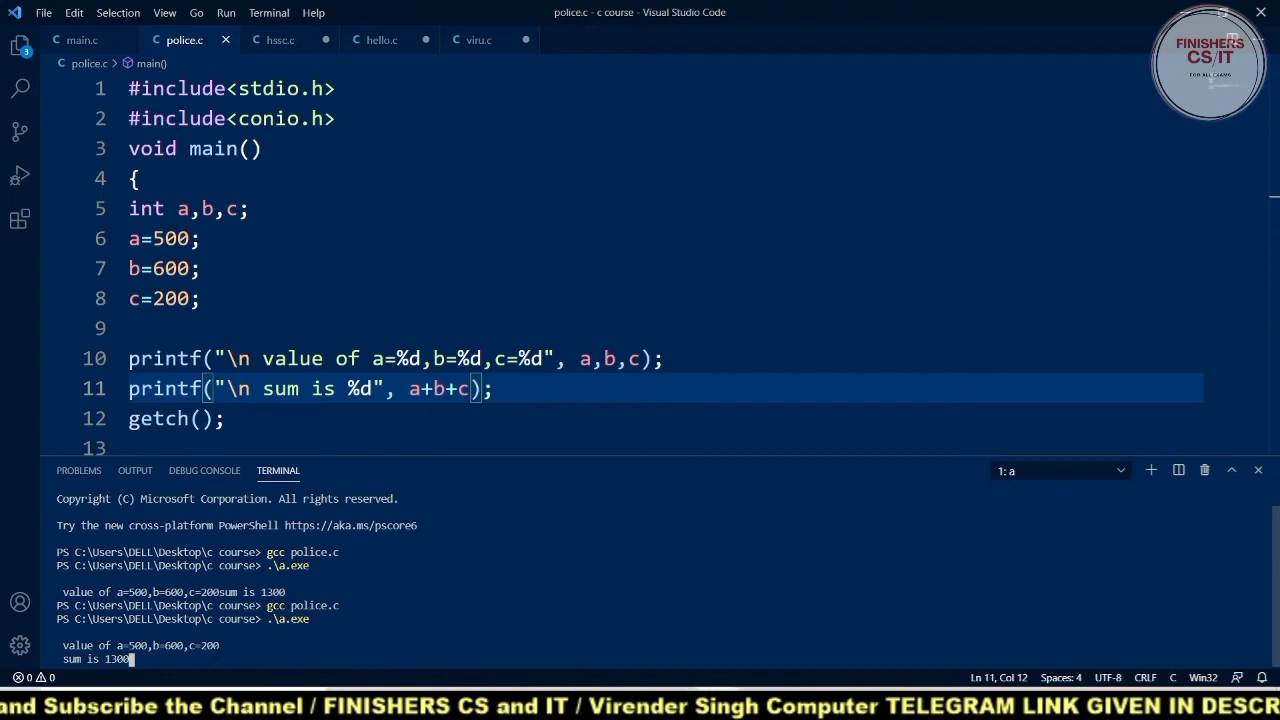 File Edit Selection View Go Run Terminal Help
police.c - c course - Visual Studio Code
main.c police.c hssc.c hello.c viru.c
FINISHERS
CS/IT
FOR ALL EXAMS
3
police.c > main()
1 #include<stdio.h>
2 #include<conio.h>
3 void main()
4 {
5 int a,b,c;
6 a=500;
7 b=600;
8 c=200;
9
10 printf("\n value of a=%d,b=%d,c=%d", a,b,c);
11 printf("\n sum is %d", a+b+c);
12 getch();
13
PROBLEMS OUTPUT DEBUG CONSOLE TERMINAL 1: a
Copyright (C) Microsoft Corporation. All rights reserved.
Try the new cross-platform PowerShell https://aka.ms/pscore6
PS C:\Users\DELL\Desktop\c course> gcc police.c
PS C:\Users\DELL\Desktop\c course> .\a.exe
value of a=500,b=600,c=200sum is 1300
PS C:\Users\DELL\Desktop\c course> gcc police.c
PS C:\Users\DELL\Desktop\c course> .\a.exe
value of a=500,b=600,c=200
sum is 1300
0 0 Ln 11, Col 12 Spaces: 4 UTF-8 CRLF C Win32
and Subscribe the Channel / FINISHERS CS and IT / Virender Singh Computer TELEGRAM LINK GIVEN IN DESCR